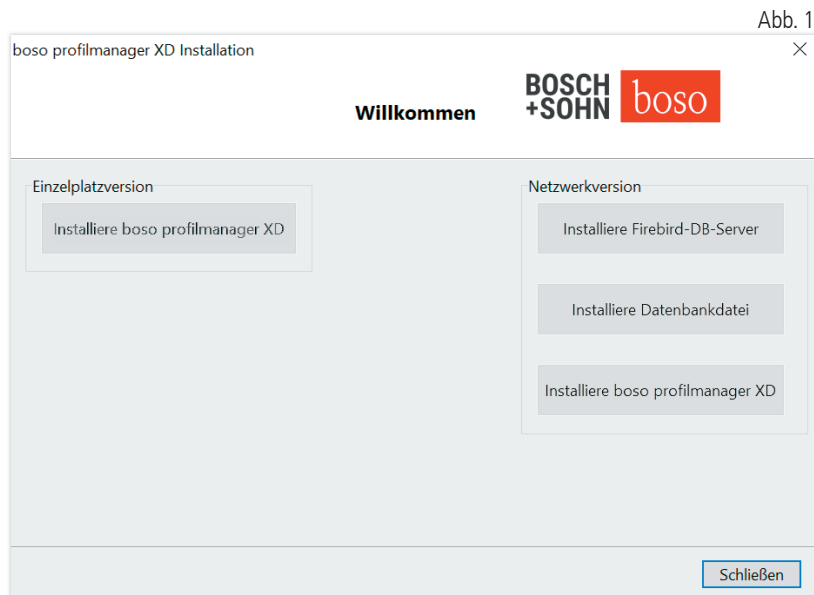 Abb. 1
boso profilmanager XD Installation
Willkommen
BOSCH
+SOHN
boso
Einzelplatzversion
Installiere boso profilmanager XD
Netzwerkversion
Installiere Firebird-DB-Server
Installiere Datenbankdatei
Installiere boso profilmanager XD
Schließen